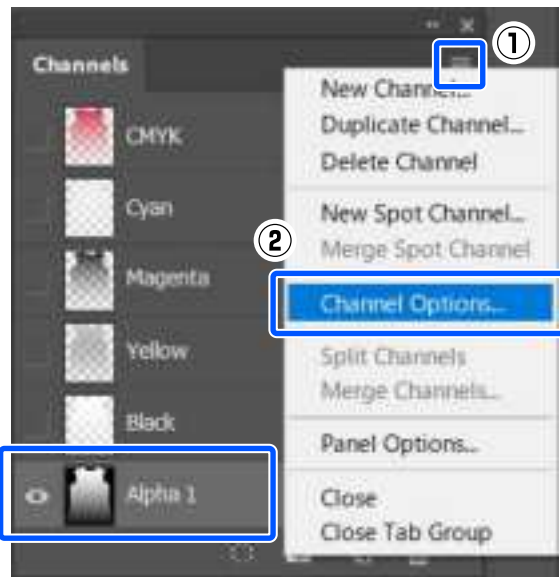 ①
Channels
New Channel...
CMYK
Duplicate Channel...
Delete Channel
Cyan
New Spot Channel...
②
Merge Spot Channel
Magenta
Channel Options...
Yellow
Split Channels
Merge Channels...
Black
Panel Options...
Alpha 1
Close
Close Tab Group